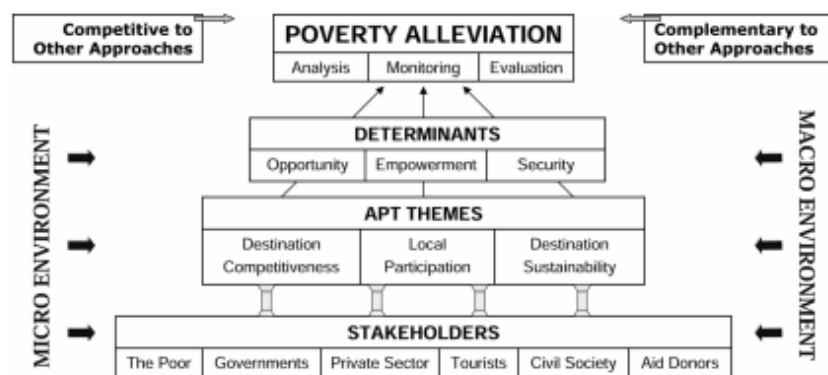 Competitive to
Other Approaches
POVERTY ALLEVIATION
Complementary to
Other Approaches
Analysis Monitoring Evaluation
DETERMINANTS
Opportunity Empowerment Security
APT THEMES
Destination Competitiveness
Local Participation
Destination Sustainability
STAKEHOLDERS
The Poor Governments Private Sector Tourists Civil Society Aid Donors
MICRO ENVIRONMENT
MACRO ENVIRONMENT